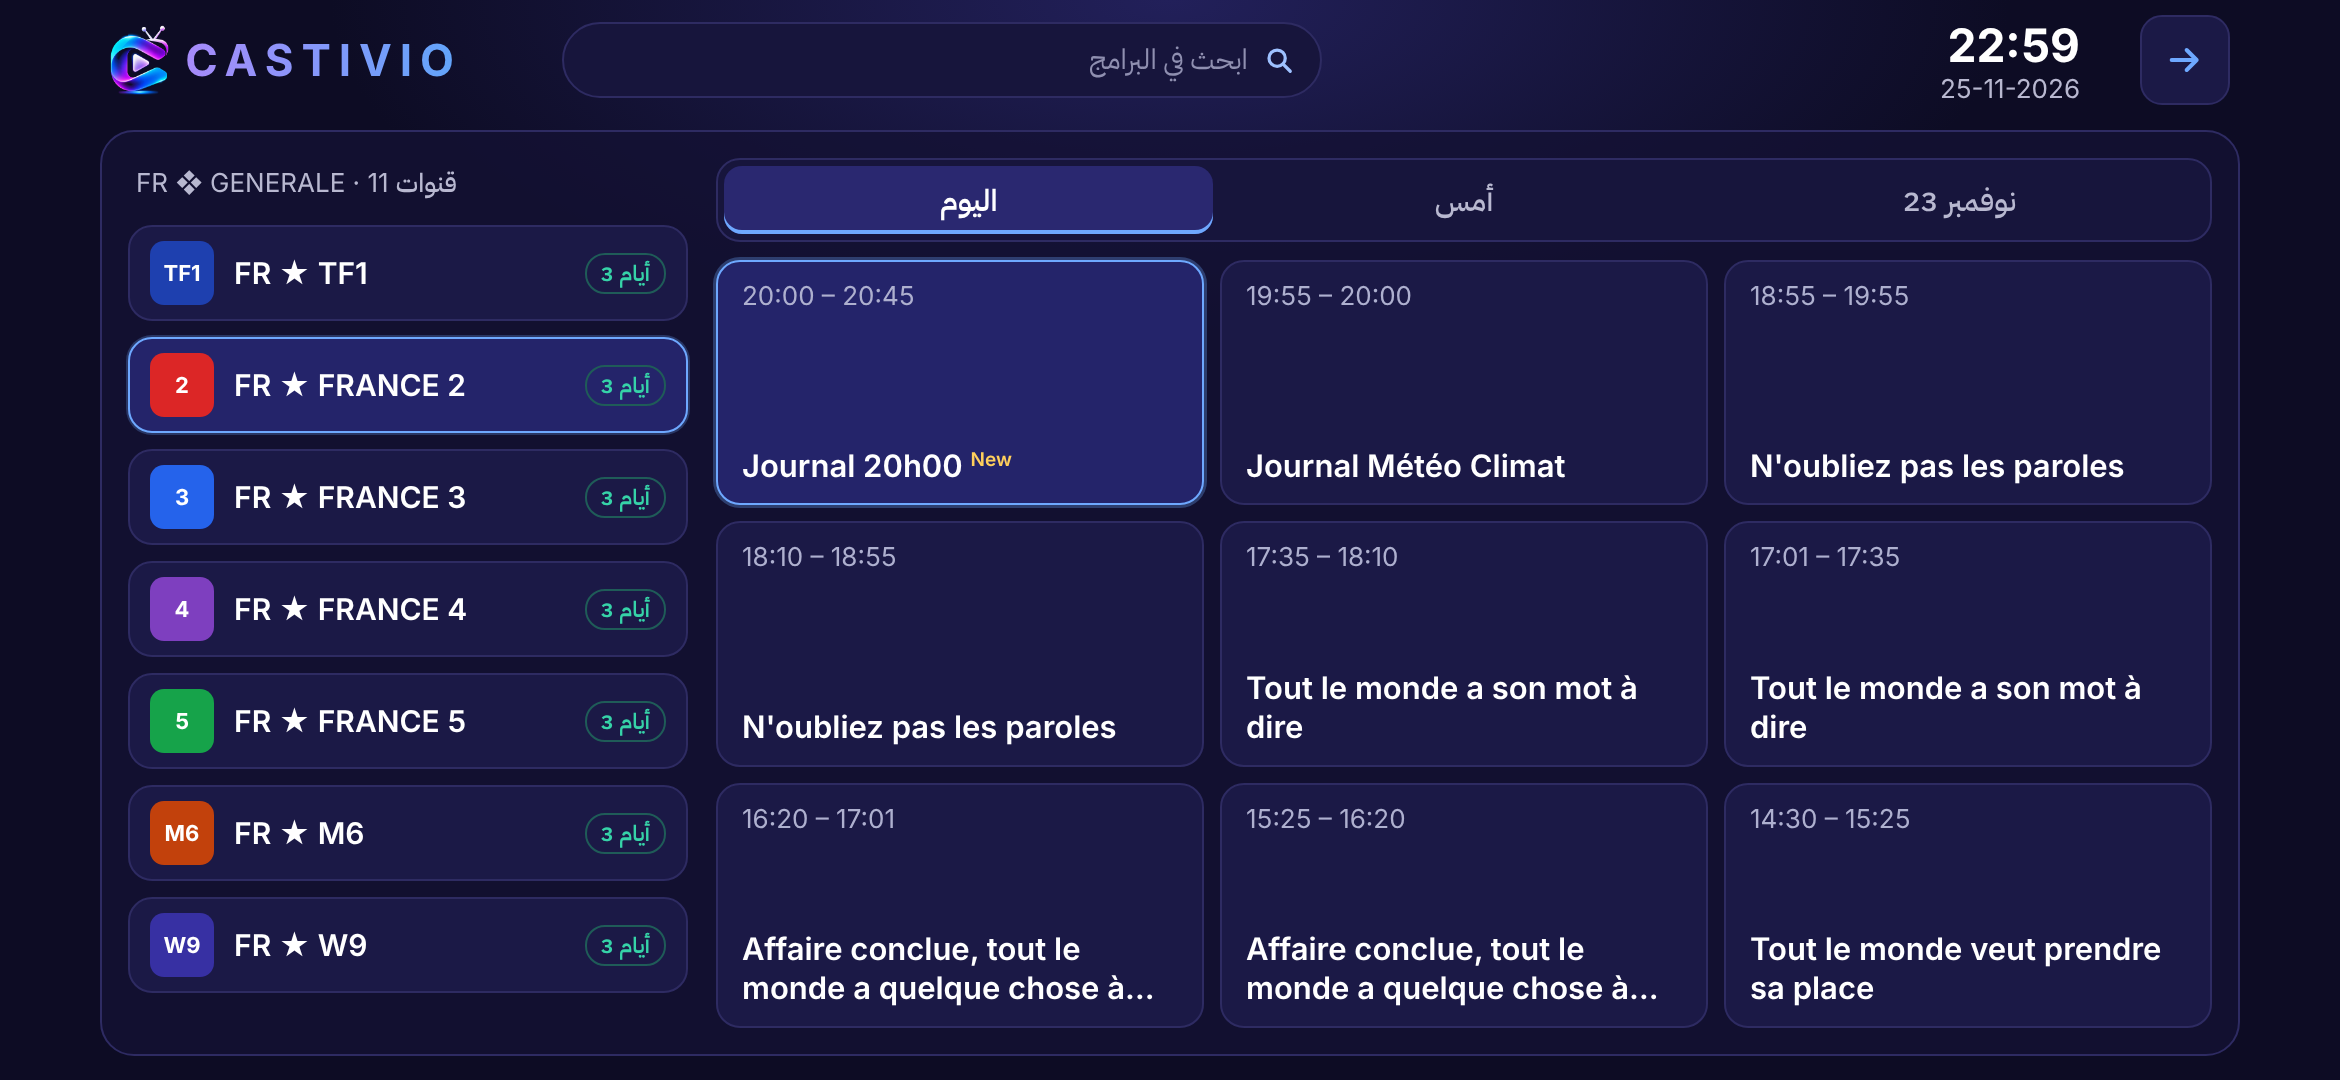 CASTIVIO
ابحث في البرامج
22:59
25-11-2026
FR ❖ GENERALE · 11 قنوات
TF1 FR ★ TF1 3 أيام
2 FR ★ FRANCE 2 3 أيام
3 FR ★ FRANCE 3 3 أيام
4 FR ★ FRANCE 4 3 أيام
5 FR ★ FRANCE 5 3 أيام
M6 FR ★ M6 3 أيام
W9 FR ★ W9 3 أيام
اليوم
أمس
23 نوفمبر
20:00 – 20:45
Journal 20h00 New
19:55 – 20:00
Journal Météo Climat
18:55 – 19:55
N'oubliez pas les paroles
18:10 – 18:55
N'oubliez pas les paroles
17:35 – 18:10
Tout le monde a son mot à
dire
17:01 – 17:35
Tout le monde a son mot à
dire
16:20 – 17:01
Affaire conclue, tout le
monde a quelque chose à...
15:25 – 16:20
Affaire conclue, tout le
monde a quelque chose à...
14:30 – 15:25
Tout le monde veut prendre
sa place